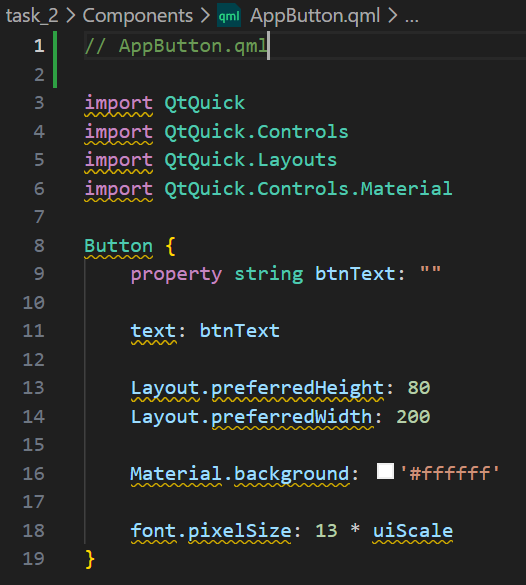 task_2 > Components > qml AppButton.qml > ...
1 // AppButton.qml
2
3 import QtQuick
4 import QtQuick.Controls
5 import QtQuick.Layouts
6 import QtQuick.Controls.Material
7
8 Button {
9 property string btnText: ""
10
11 text: btnText
12
13 Layout.preferredHeight: 80
14 Layout.preferredWidth: 200
15
16 Material.background: '#ffffff'
17
18 font.pixelSize: 13 * uiScale
19 }